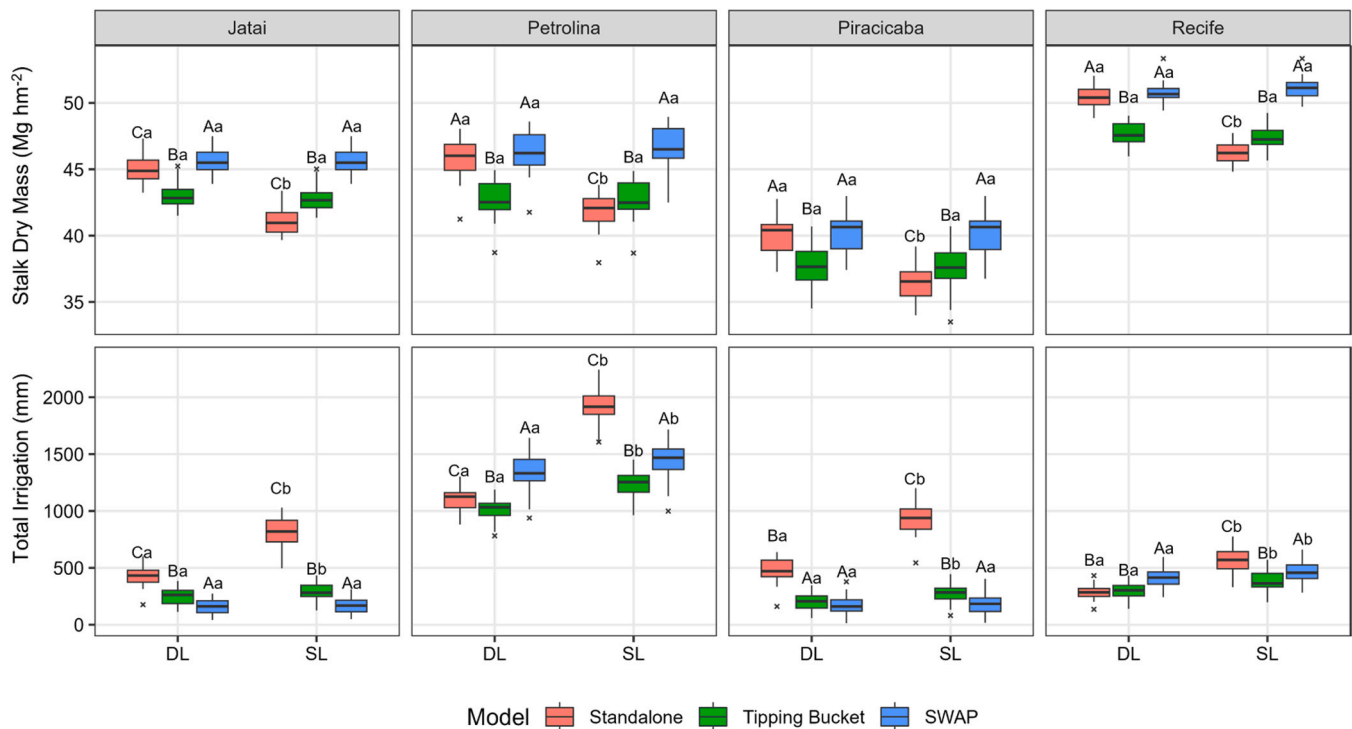 Jatai Petrolina Piracicaba Recife
Stalk Dry Mass (Mg hm⁻²)
50
45
40
35
Ca Ba Aa Cb Ba Aa
Aa Ba Aa Cb Ba Aa
Aa Ba Aa Cb Ba Aa
Aa Ba Aa Cb Ba Aa
Total Irrigation (mm)
2000
1500
1000
500
0
Ca Ba Aa Cb Bb Aa
Ca Ba Aa Cb Bb Ab
Ba Aa Aa Cb Bb Aa
Ba Ba Aa Cb Bb Ab
DL SL DL SL DL SL DL SL
Model Standalone Tipping Bucket SWAP